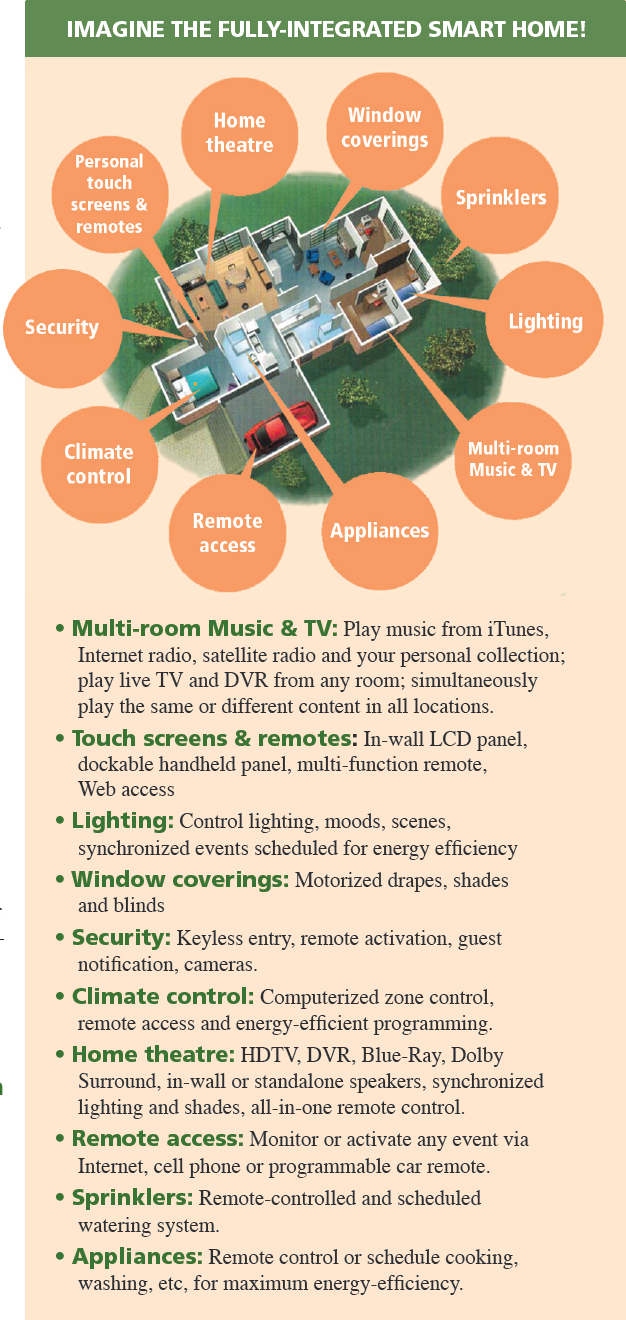 IMAGINE THE FULLY-INTEGRATED SMART HOME!
Home
theatre
Window
coverings
Personal
touch
screens &
remotes
Sprinklers
Security
Lighting
Climate
control
Multi-room
Music & TV
Remote
access
Appliances
• Multi-room Music & TV: Play music from iTunes,
Internet radio, satellite radio and your personal collection;
play live TV and DVR from any room; simultaneously
play the same or different content in all locations.
• Touch screens & remotes: In-wall LCD panel,
dockable handheld panel, multi-function remote,
Web access
• Lighting: Control lighting, moods, scenes,
synchronized events scheduled for energy efficiency
• Window coverings: Motorized drapes, shades
and blinds
• Security: Keyless entry, remote activation, guest
notification, cameras.
• Climate control: Computerized zone control,
remote access and energy-efficient programming.
• Home theatre: HDTV, DVR, Blue-Ray, Dolby
Surround, in-wall or standalone speakers, synchronized
lighting and shades, all-in-one remote control.
• Remote access: Monitor or activate any event via
Internet, cell phone or programmable car remote.
• Sprinklers: Remote-controlled and scheduled
watering system.
• Appliances: Remote control or schedule cooking,
washing, etc, for maximum energy-efficiency.